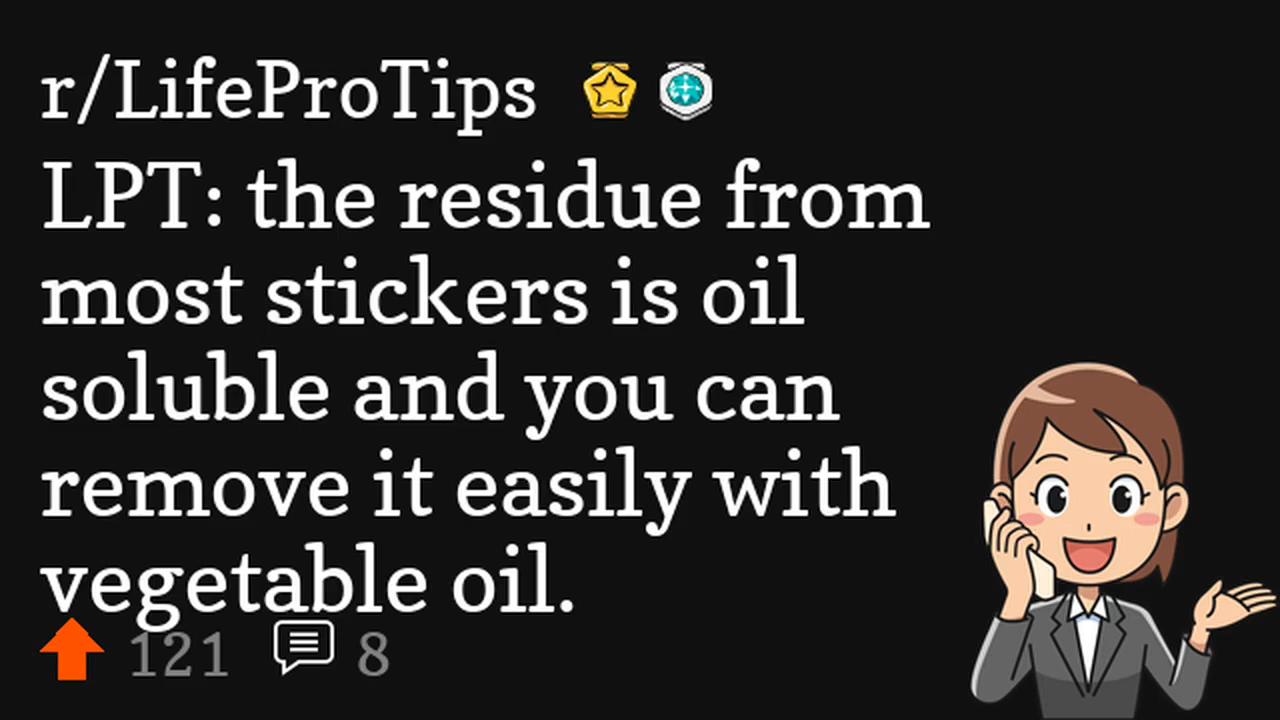 r/LifeProTips
LPT: the residue from
most stickers is oil
soluble and you can
remove it easily with
vegetable oil.
121 8